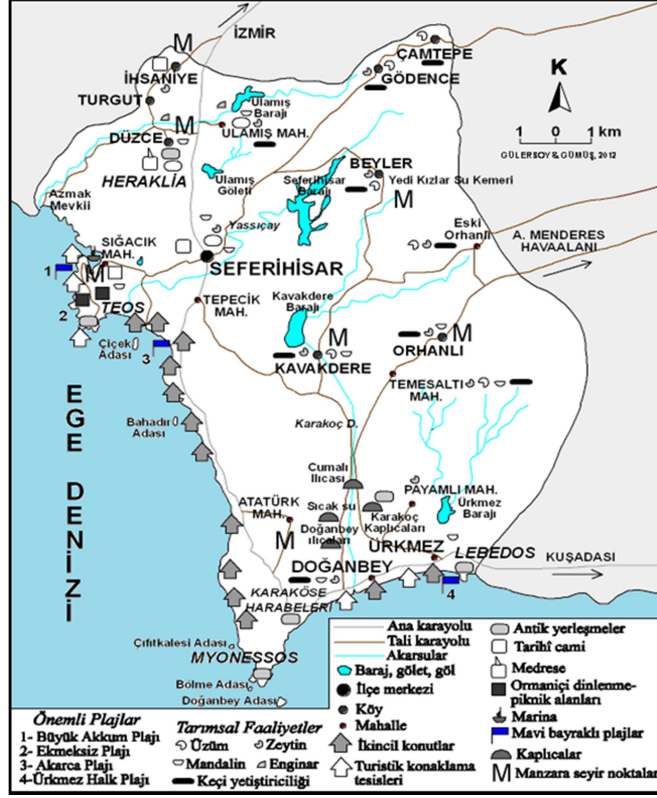 İZMİR
M
ÇAMTEPE
İHSANİYE
GÖDENCE
K
TURGUT
Ulamış
Barajı
1 0 1 km
M
ULAMIŞ MAH.
GÜLERSOY & GÜMÜŞ, 2012
DÜZCE
BEYLER
HERAKLİA
Ulamış
Göleti
Seferihisar
Barajı
Yedi Kızlar Su Kemeri
M
Azmak
Mevkii
Yassıçay
Eski
Orhanlı
A. MENDERES
HAVAALANI
SIĞACIK
MAH.
1
M
SEFERİHİSAR
TEOS
2
TEPECİK
MAH.
Kavakdere
Barajı
Çiçek
Adası
3
M
M
ORHANLI
KAVAKDERE
TEMESALTI
MAH.
EGE DENİZİ
Bahadır
Adası
Karakoç D.
Cumalı
Ilıcası
ATATÜRK
MAH.
Sıcak su
PAYAMLI MAH.
Karakoç
Kaplıcaları
Ürkmez
Barajı
Doğanbey
ılıcaları
M
ÜRKMEZ
LEBEDOS
DOĞANBEY
KUŞADASI
4
KARAKÖSE
HARABELERİ
Çıfıtkalesi Adası
MYONESSOS
Bölme Adası
Doğanbey Adası
Ana karayolu
Tali karayolu
Akarsular
Baraj, gölet, göl
İlçe merkezi
Köy
Mahalle
İkincil konutlar
Turistik konaklama
tesisleri
Antik yerleşmeler
Tarihî cami
Medrese
Ormaniçi dinlenme-
piknik alanları
Marina
Mavi bayraklı plajlar
Kaplıcalar
M Manzara seyir noktaları
Önemli Plajlar
1- Büyük Akkum Plajı
2- Ekmeksiz Plajı
3- Akarca Plajı
4-Ürkmez Halk Plajı
Tarımsal Faaliyetler
Üzüm Zeytin
Mandalin Enginar
Keçi yetiştiriciliği